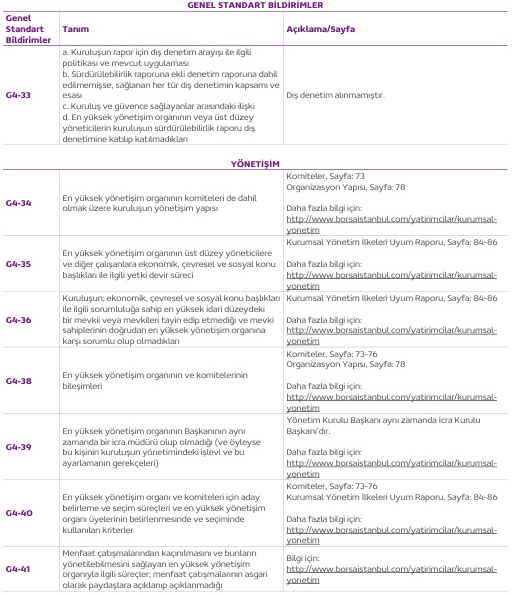 GENEL STANDART BİLDİRİMLER
Genel
Standart
Bildirimler
Tanım
Açıklama/Sayfa
G4-33
a. Kuruluşun rapor için dış denetim arayışı ile ilgili
politikası ve mevcut uygulaması
b. Sürdürülebilirlik raporuna ekli denetim raporuna dahil
edilmemişse, sağlanan her tür dış denetimin kapsamı ve
esası
c. Kuruluş ve güvence sağlayanlar arasındaki ilişki
d. En yüksek yönetişim organının veya üst düzey
yöneticilerin kuruluşun sürdürülebilirlik raporu dış
denetimine katılıp katılmadıkları
Dış denetim alınmamıştır.
YÖNETİŞİM
G4-34
En yüksek yönetişim organının komiteleri de dahil
olmak üzere kuruluşun yönetişim yapısı
Komiteler, Sayfa: 73
Organizasyon Yapısı, Sayfa: 78
Daha fazla bilgi için:
http://www.borsaistanbul.com/yatirimcilar/kurumsal-
yonetim
G4-35
En yüksek yönetişim organının üst düzey yöneticilere
ve diğer çalışanlara ekonomik, çevresel ve sosyal konu
başlıkları ile ilgili yetki devir süreci
Kurumsal Yönetim İlkeleri Uyum Raporu, Sayfa: 84-86
Daha fazla bilgi için:
http://www.borsaistanbul.com/yatirimcilar/kurumsal-
yonetim
G4-36
Kuruluşun; ekonomik, çevresel ve sosyal konu başlıkları
ile ilgili sorumluluğa sahip en yüksek idari düzeydeki
bir mevkii veya mevkileri tayin edip etmediği ve mevki
sahiplerinin doğrudan en yüksek yönetişim organına
karşı sorumlu olup olmadıkları
Kurumsal Yönetim İlkeleri Uyum Raporu, Sayfa: 84-86
Daha fazla bilgi için:
http://www.borsaistanbul.com/yatirimcilar/kurumsal-
yonetim
G4-38
En yüksek yönetişim organının ve komitelerinin
bileşimleri
Komiteler, Sayfa: 73-76
Organizasyon Yapısı, Sayfa: 78
Daha fazla bilgi için:
http://www.borsaistanbul.com/yatirimcilar/kurumsal-
yonetim
G4-39
En yüksek yönetişim organının Başkanının aynı
zamanda bir icra müdürü olup olmadığı (ve öyleyse
bu kişinin kuruluşun yönetimindeki işlevi ve bu
ayarlamanın gerekçeleri)
Yönetim Kurulu Başkanı aynı zamanda İcra Kurulu
Başkanı'dır.
Daha fazla bilgi için:
http://www.borsaistanbul.com/yatirimcilar/kurumsal-
yonetim
G4-40
En yüksek yönetişim organı ve komiteleri için aday
belirleme ve seçim süreçleri ve en yüksek yönetişim
organı üyelerinin belirlenmesinde ve seçiminde
kullanılan kriterler
Komiteler, Sayfa: 73-76
Kurumsal Yönetim İlkeleri Uyum Raporu, Sayfa: 84-86
Daha fazla bilgi için:
http://www.borsaistanbul.com/yatirimcilar/kurumsal-
yonetim
G4-41
Menfaat çatışmalarından kaçınılmasını ve bunların
yönetilebilmesini sağlayan en yüksek yönetişim
organıyla ilgili süreçler; menfaat çatışmalarının asgari
olarak paydaşlara açıklanıp açıklanmadığı
Bilgi için:
http://www.borsaistanbul.com/yatirimcilar/kurumsal-
yonetim